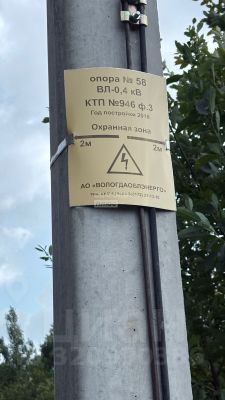 опора № 58
ВЛ-0,4 кВ
КТП №946 ф.3
Год постройки 2018
Охранная зона
2м
2м
АО «ВОЛОГДАОБЛЭНЕРГО»